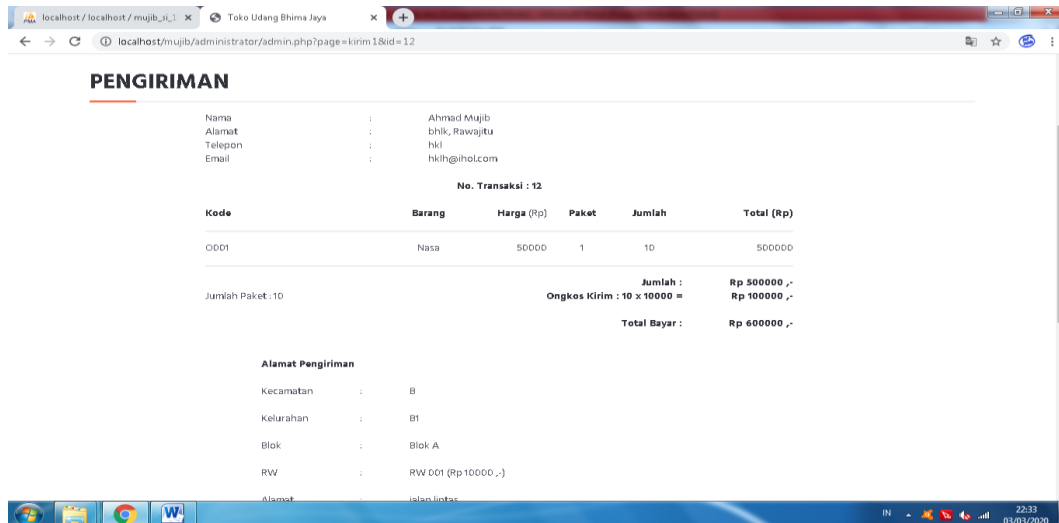 localhost / localhost / mujib_si_1
Toko Udang Bhima Jaya
localhost/mujib/administrator/admin.php?page=kirim1&id=12
PENGIRIMAN
Nama : Ahmad Mujib
Alamat : bhlk, Rawajitu
Telepon : hkl
Email : hklh@ihol.com
No. Transaksi : 12
Kode Barang Harga (Rp) Paket Jumlah Total (Rp)
O001 Nasa 50000 1 10 500000
Jumlah : Rp 500000 ,-
Jumlah Paket : 10 Ongkos Kirim : 10 x 10000 = Rp 100000 ,-
Total Bayar : Rp 600000 ,-
Alamat Pengiriman
Kecamatan : B
Kelurahan : B1
Blok : Blok A
RW : RW 001 (Rp 10000 ,-)
Alamat : jalan lintas
IN 22:33
03/03/2020